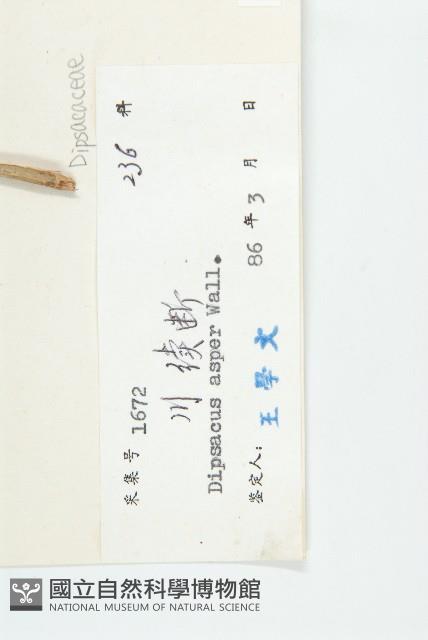 Dipsacaceae
采集号 1672 236 科
川续断
Dipsacus asper Wall.
鉴定人: 王學文 86 年 3 月 日
國立自然科學博物館
NATIONAL MUSEUM OF NATURAL SCIENCE